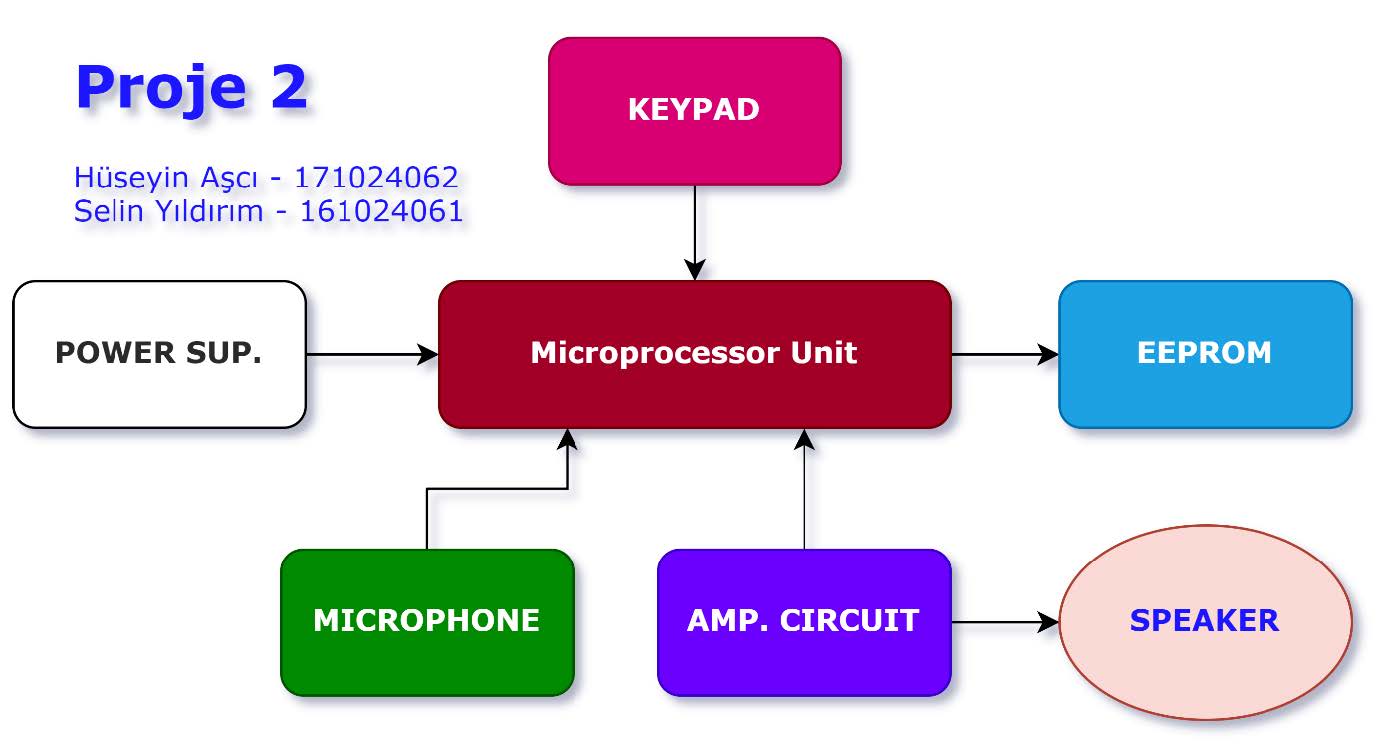 Proje 2
Hüseyin Aşcı - 171024062
Selin Yıldırım - 161024061
KEYPAD
POWER SUP.
Microprocessor Unit
EEPROM
MICROPHONE
AMP. CIRCUIT
SPEAKER